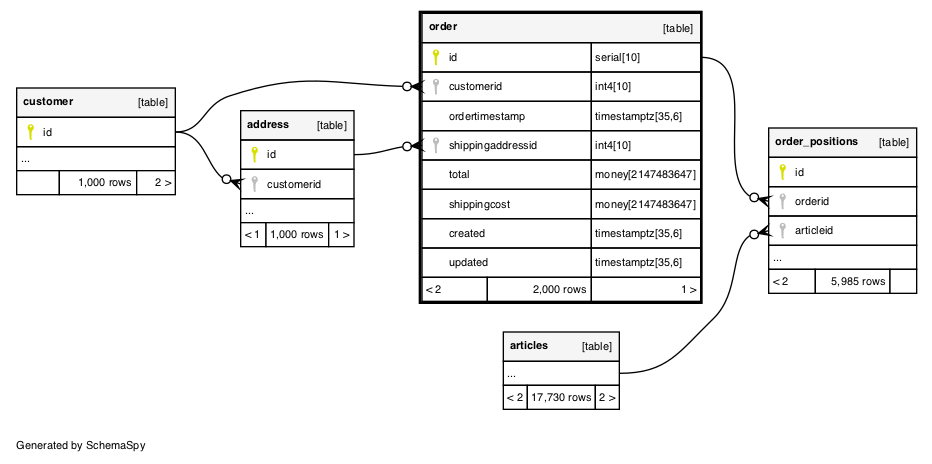 customer [table]
id
...
1,000 rows 2 >
address [table]
id
customerid
...
< 1 1,000 rows 1 >
order [table]
id serial[10]
customerid int4[10]
ordertimestamp timestamptz[35,6]
shippingaddressid int4[10]
total money[2147483647]
shippingcost money[2147483647]
created timestamptz[35,6]
updated timestamptz[35,6]
< 2 2,000 rows 1 >
order_positions [table]
id
orderid
articleid
...
< 2 5,985 rows
articles [table]
...
< 2 17,730 rows 2 >
Generated by SchemaSpy